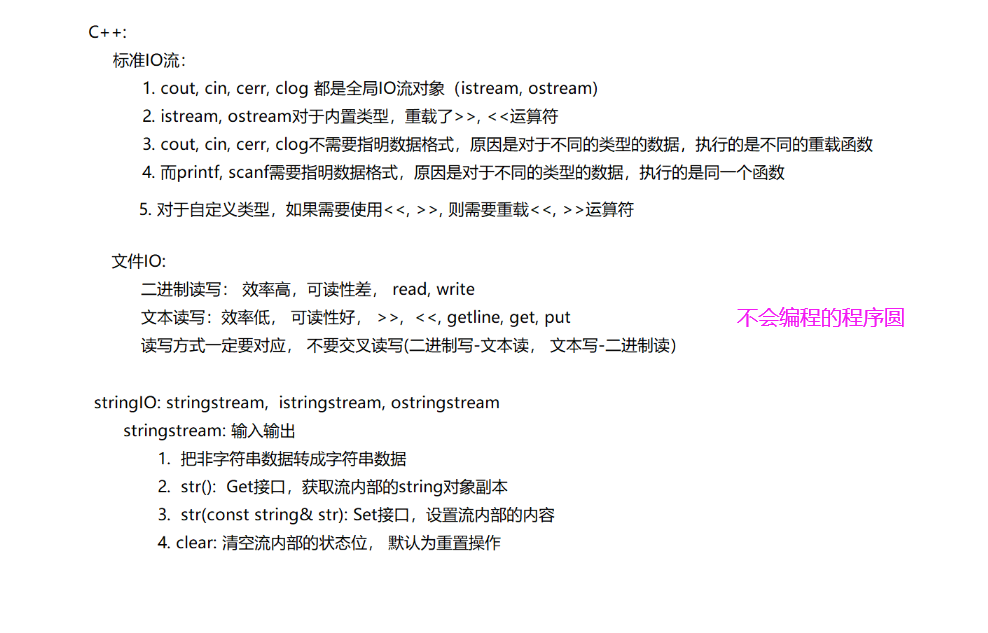 C++:
标准IO流：
1. cout, cin, cerr, clog 都是全局IO流对象（istream, ostream）
2. istream, ostream对于内置类型，重载了>>, <<运算符
3. cout, cin, cerr, clog不需要指明数据格式，原因是对于不同的类型的数据，执行的是不同的重载函数
4. 而printf, scanf需要指明数据格式，原因是对于不同的类型的数据，执行的是同一个函数
5. 对于自定义类型，如果需要使用<<, >>, 则需要重载<<, >>运算符
文件IO:
二进制读写： 效率高，可读性差， read, write
文本读写：效率低， 可读性好， >>, <<, getline, get, put
不会编程的程序圆
读写方式一定要对应， 不要交叉读写(二进制写-文本读， 文本写-二进制读）
stringIO: stringstream, istringstream, ostringstream
stringstream: 输入输出
1. 把非字符串数据转成字符串数据
2. str(): Get接口，获取流内部的string对象副本
3. str(const string& str): Set接口，设置流内部的内容
4. clear: 清空流内部的状态位， 默认为重置操作